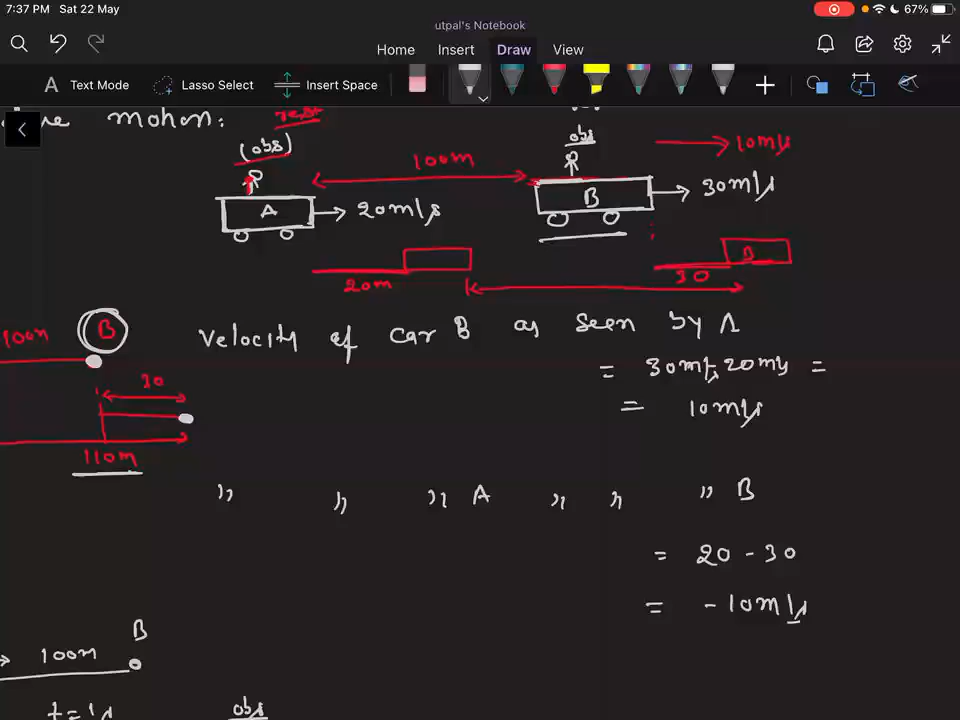 7:37 PM Sat 22 May
67%
utpal's Notebook
Home Insert Draw View
Text Mode Lasso Select Insert Space
motion:
rest
(obs)
obs
100m
10m/s
A
20m/s
B
30m/s
20m
30
B
100m
B
Velocity of car B as seen by A
= 30m/s-20m/s =
= 10m/s
30
110m
" " " A " " " B
= 20 - 30
= - 10m/s
B
100m
t=1s
obs